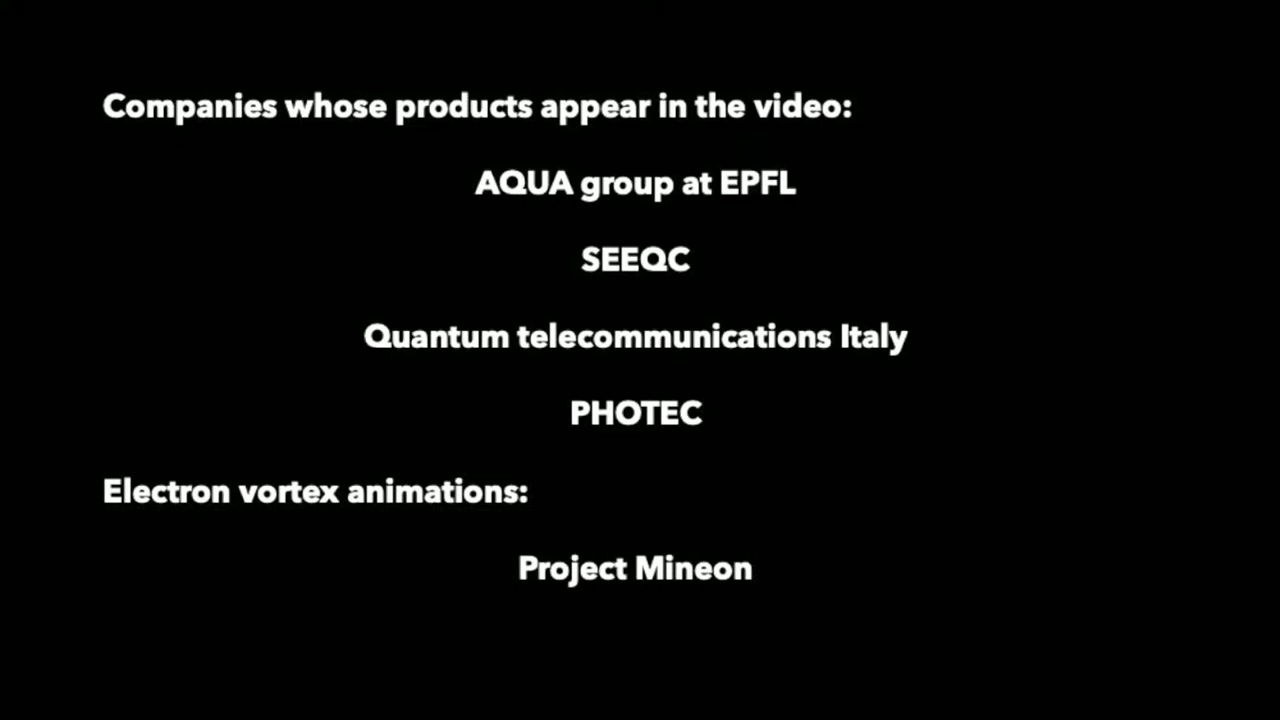 Companies whose products appear in the video:
AQUA group at EPFL
SEEQC
Quantum telecommunications Italy
PHOTEC
Electron vortex animations:
Project Mineon